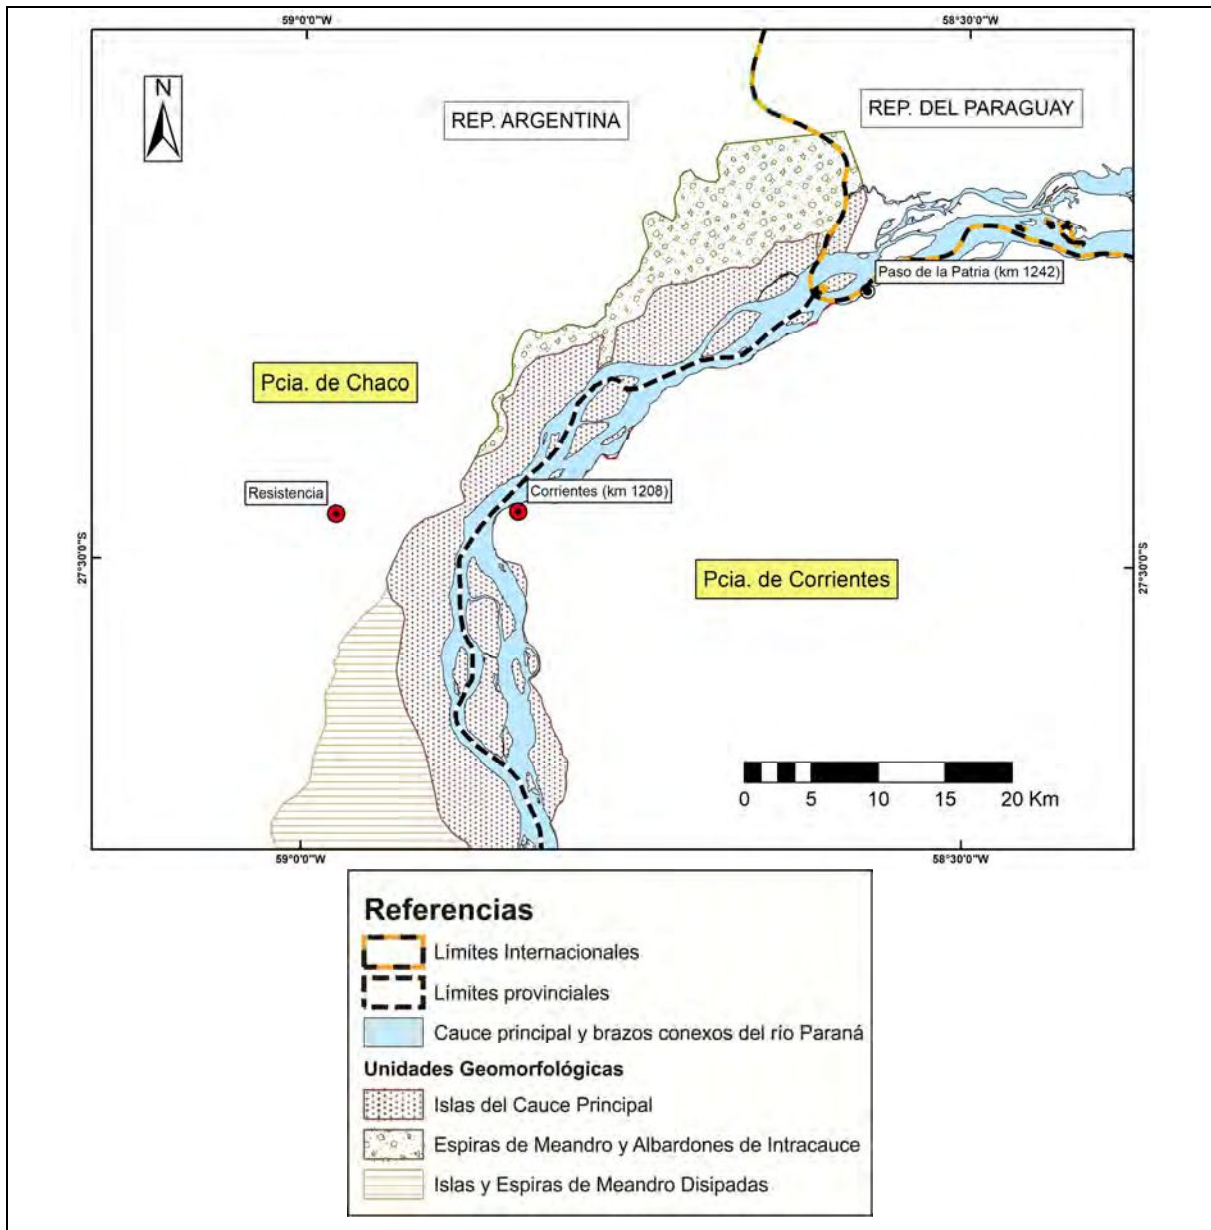 59°0'0"W
58°30'0"W
N
REP. ARGENTINA
REP. DEL PARAGUAY
Paso de la Patria (km 1242)
Pcia. de Chaco
Resistencia
Corrientes (km 1208)
27°30'0"S
27°30'0"S
Pcia. de Corrientes
0 5 10 20 Km
59°0'0"W
58°30'0"W
Referencias
Límites Internacionales
Límites provinciales
Cauce principal y brazos conexos del río Paraná
Unidades Geomorfológicas
Islas del Cauce Principal
Espiras de Meandro y Albardones de Intracauce
Islas y Espiras de Meandro Disipadas